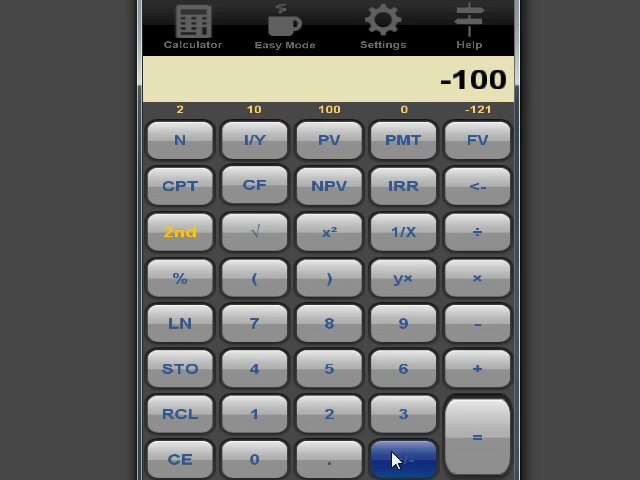 Calculator Easy Mode Settings Help
-100
2 10 100 0 -121
N I/Y PV PMT FV
CPT CF NPV IRR <-
2nd √ x² 1/X ÷
% ( ) y× ×
LN 7 8 9 -
STO 4 5 6 +
RCL 1 2 3
=
CE 0 .